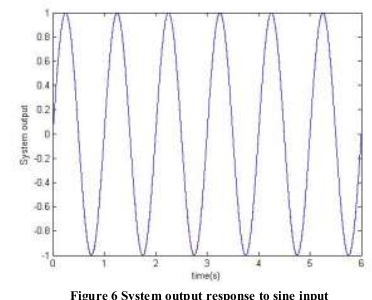 1
0.8
0.6
0.4
0.2
0
-0.2
-0.4
-0.6
-0.8
-1
System output
0 1 2 3 4 5 6
time(s)
Figure 6 System output response to sine input